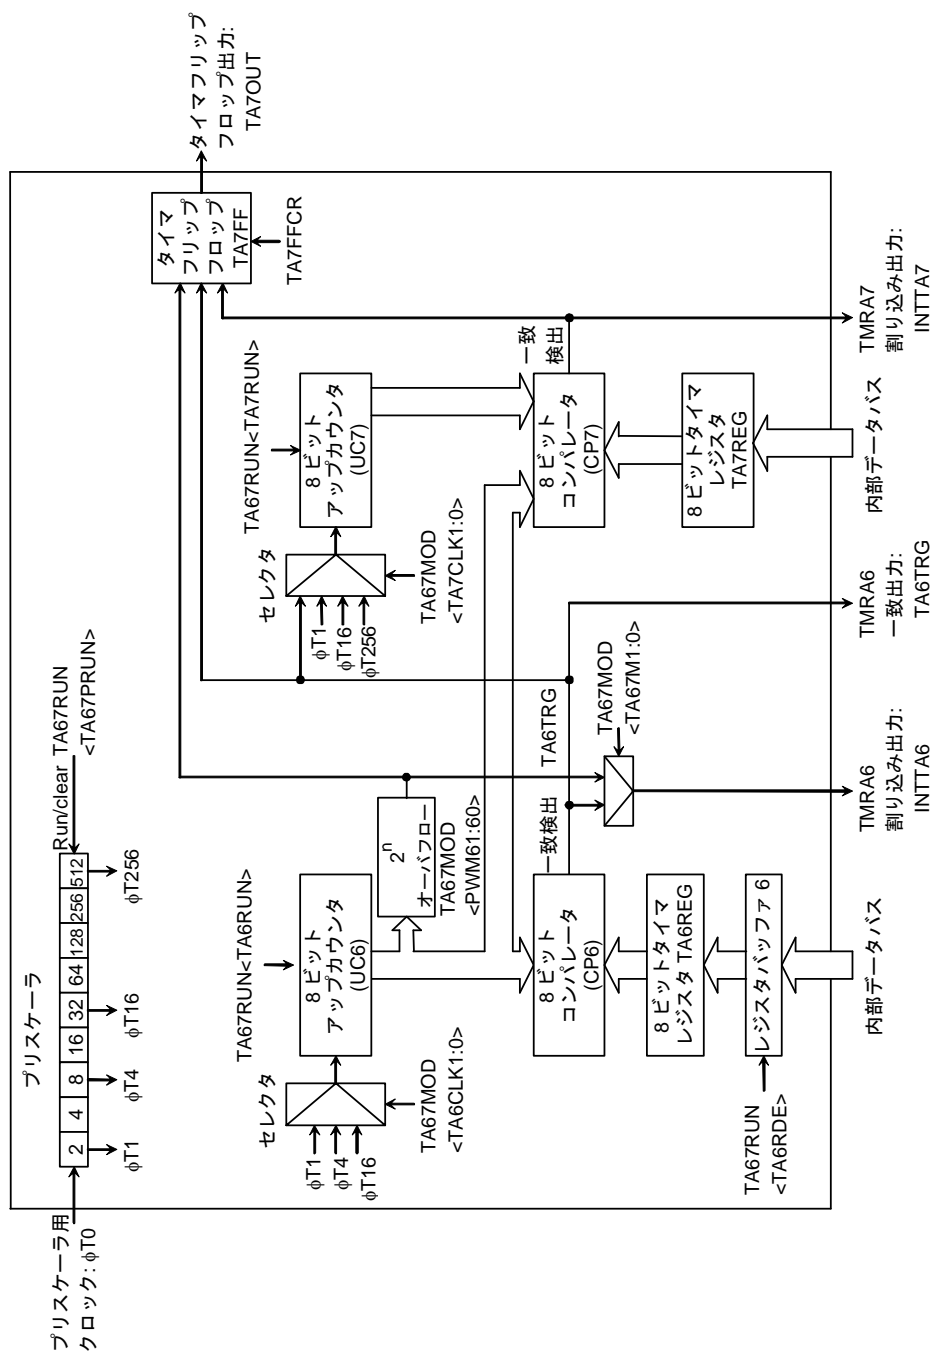 プリスケーラ用
クロック: φT0
プリスケーラ
2
4
8
16
32
64
128
256
512
Run/clear
TA67RUN
<TA67PRUN>
φT1
φT4
φT16
φT256
セレクタ
φT1
φT4
φT16
TA67MOD
<TA6CLK1:0>
TA67RUN<TA6RUN>
8 ビット
アップカウンタ
(UC6)
2n
オーバフロー
TA67MOD
<PWM61:60>
セレクタ
φT1
φT16
φT256
TA67MOD
<TA7CLK1:0>
TA67RUN<TA7RUN>
8 ビット
アップカウンタ
(UC7)
タイマ
フリップ
フロップ
TA7FF
TA7FFCR
タイマフリップ
フロップ出力:
TA7OUT
8 ビット
コンパレータ
(CP6)
一致検出
TA6TRG
TA67MOD
<TA67M1:0>
8 ビット
コンパレータ
(CP7)
一致
検出
8 ビットタイマ
レジスタ TA6REG
レジスタバッファ 6
TA67RUN
<TA6RDE>
8 ビットタイマ
レジスタ
TA7REG
内部データバス
TMRA6
割り込み出力:
INTTA6
TMRA6
一致出力:
TA6TRG
内部データバス
TMRA7
割り込み出力:
INTTA7